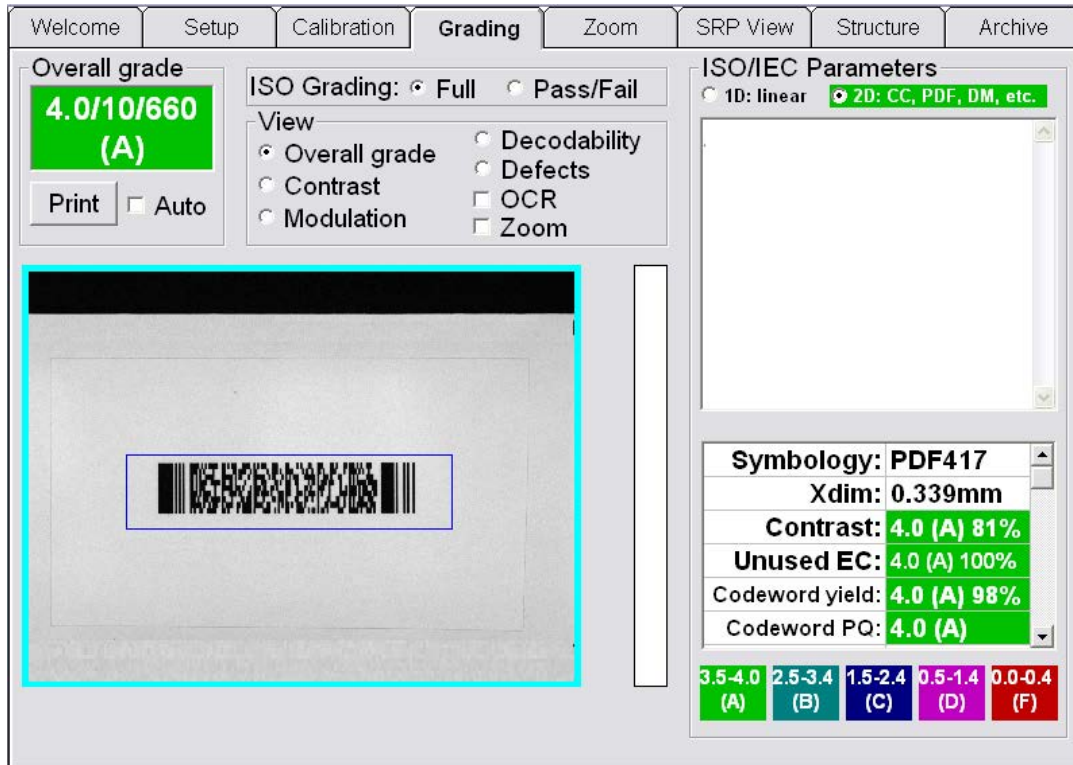 Welcome Setup Calibration Grading Zoom SRP View Structure Archive
Overall grade
4.0/10/660
(A)
Print Auto
ISO Grading: Full Pass/Fail
View
Overall grade
Contrast
Modulation
Decodability
Defects
OCR
Zoom
ISO/IEC Parameters
1D: linear 2D: CC, PDF, DM, etc.
Symbology: PDF417
Xdim: 0.339mm
Contrast: 4.0 (A) 81%
Unused EC: 4.0 (A) 100%
Codeword yield: 4.0 (A) 98%
Codeword PQ: 4.0 (A)
3.5-4.0 2.5-3.4 1.5-2.4 0.5-1.4 0.0-0.4
(A) (B) (C) (D) (F)